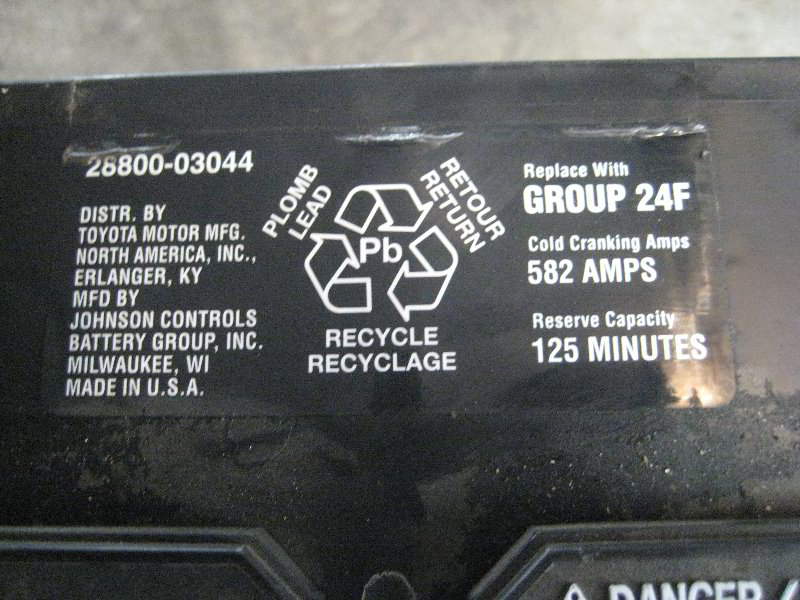 28800-03044
DISTR. BY
TOYOTA MOTOR MFG.
NORTH AMERICA, INC.,
ERLANGER, KY
MFD BY
JOHNSON CONTROLS
BATTERY GROUP, INC.
MILWAUKEE, WI
MADE IN U.S.A.
PLOMB
LEAD
RETOUR
RETURN
Pb
RECYCLE
RECYCLAGE
Replace With
GROUP 24F
Cold Cranking Amps
582 AMPS
Reserve Capacity
125 MINUTES
DANGER /